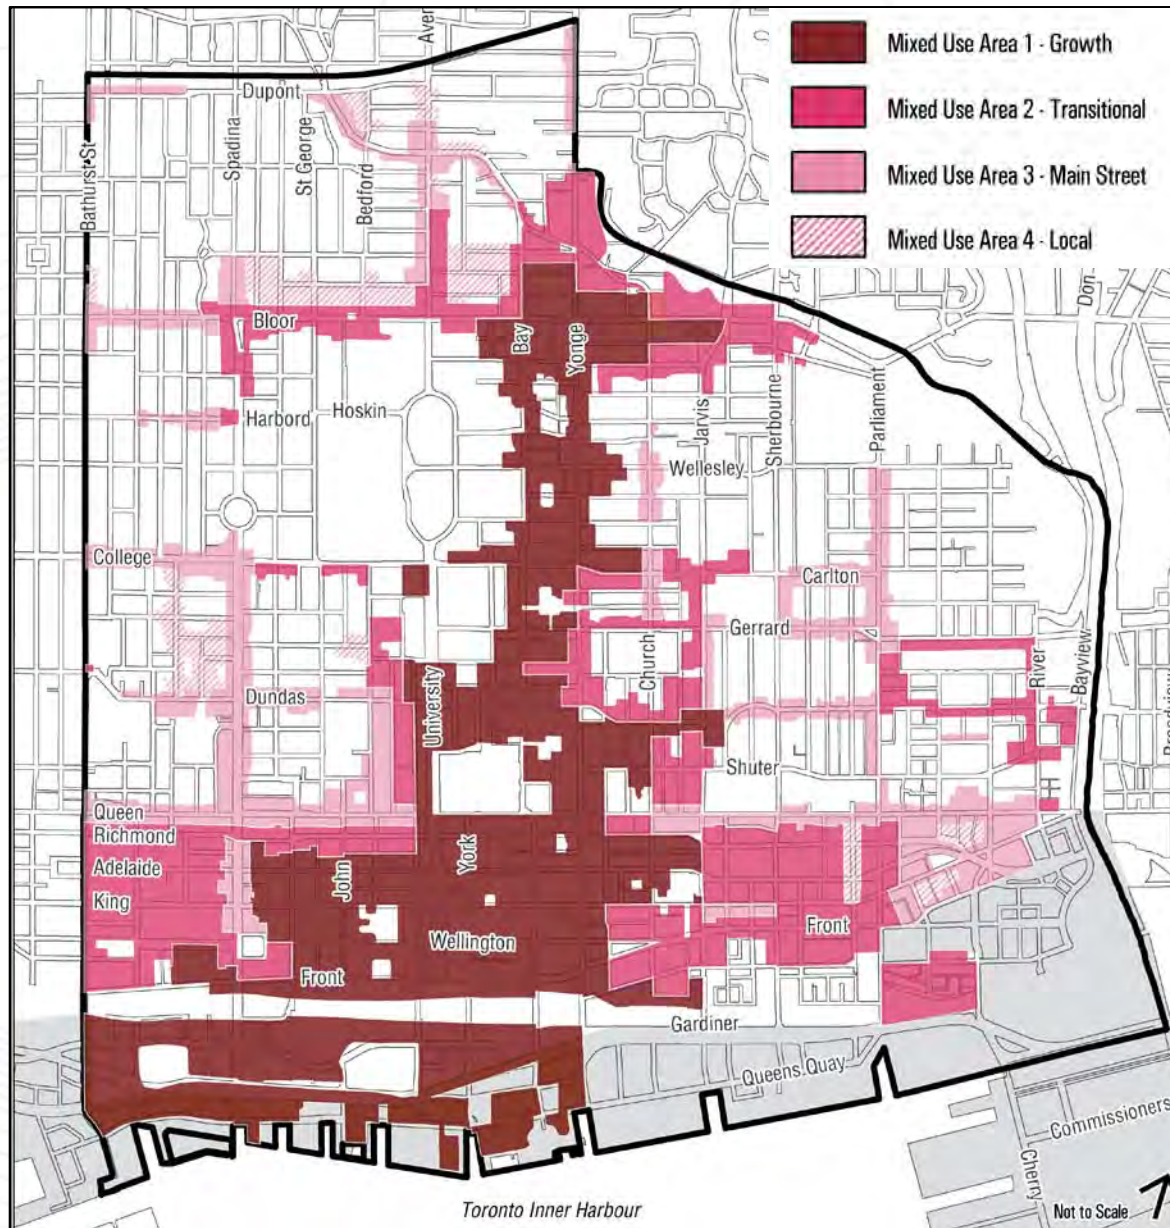 Mixed Use Area 1 - Growth
Mixed Use Area 2 - Transitional
Mixed Use Area 3 - Main Street
Mixed Use Area 4 - Local
Dupont
Bathurst St
Spadina
St George
Bedford
Bloor
Bay
Yonge
Harbord
Hoskin
Jarvis
Sherbourne
Parliament
Don
Wellesley
College
Carlton
Gerrard
Church
University
Dundas
River
Bayview
Shuter
Queen
Richmond
Adelaide
King
John
York
Wellington
Front
Front
Gardiner
Queens Quay
Commissioners
Cherry
Toronto Inner Harbour
Not to Scale